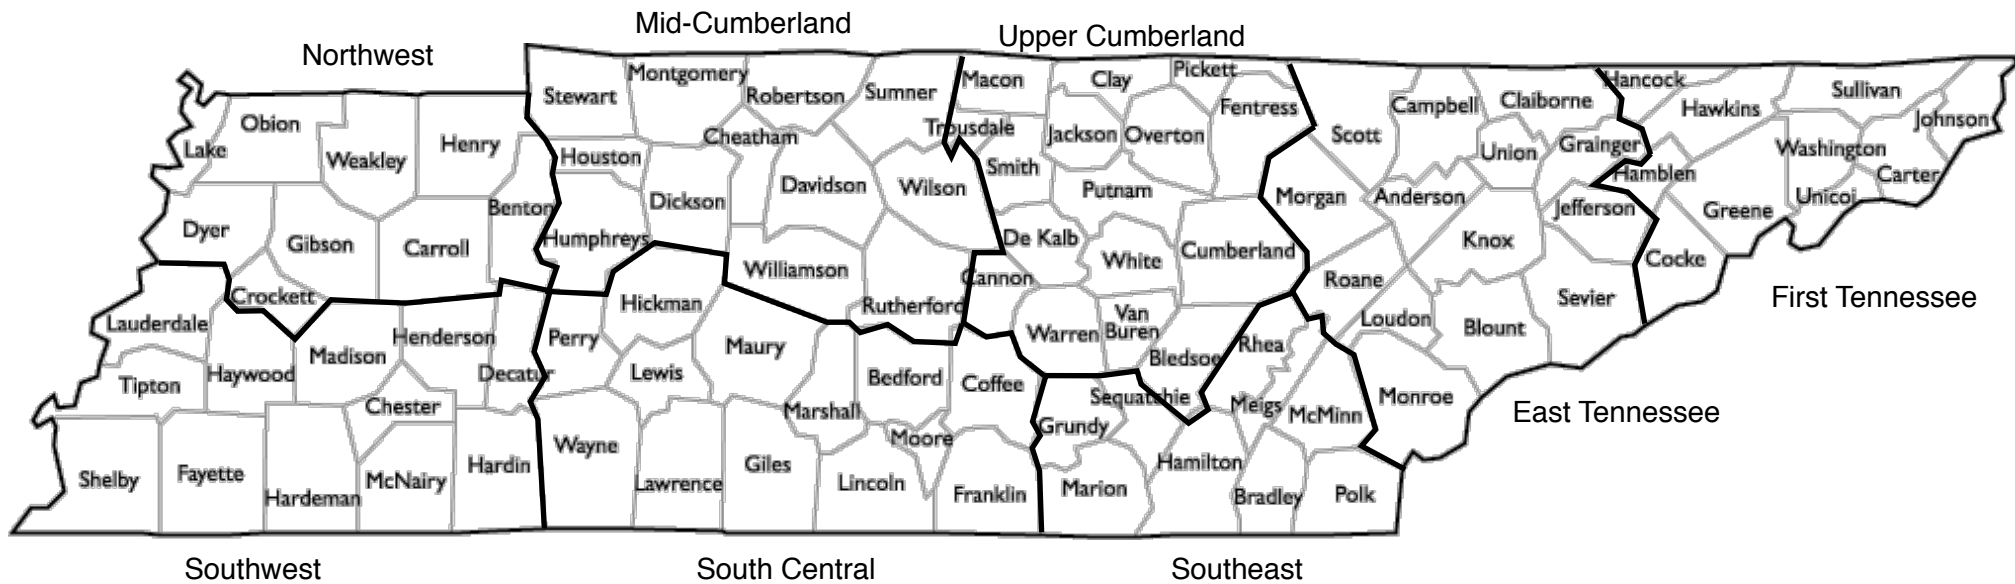 Mid-Cumberland
Upper Cumberland
Northwest
Macon
Clay
Pickett
Montgomery
Stewart
Robertson
Sumner
Fentress
Hancock
Campbell
Claiborne
Hawkins
Sullivan
Johnson
Obion
Lake
Weakley
Henry
Houston
Cheatham
Trousdale
Jackson
Overton
Scott
Union
Grainger
Washington
Smith
Hamblen
Carter
Unicoi
Davidson
Wilson
Putnam
Morgan
Anderson
Jefferson
Greene
Dickson
Benton
Dyer
Gibson
Carroll
Humphreys
De Kalb
White
Cumberland
Knox
Cocke
Williamson
Cannon
Roane
Sevier
First Tennessee
Crockett
Hickman
Rutherford
Lauderdale
Henderson
Perry
Warren
Van
Buren
Loudon
Blount
Madison
Maury
Rhea
Bledsoe
Tipton
Haywood
Decatur
Lewis
Bedford
Coffee
Sequatchie
Meigs
McMinn
Monroe
East Tennessee
Chester
Marshall
Moore
Grundy
Shelby
Fayette
Hardeman
McNairy
Hardin
Wayne
Lawrence
Giles
Lincoln
Franklin
Marion
Hamilton
Bradley
Polk
Southwest
South Central
Southeast